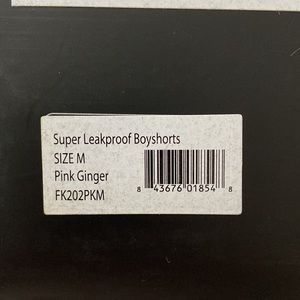 Super Leakproof Boyshorts
SIZE M
Pink Ginger
FK202PKM
8 43676 01854 8